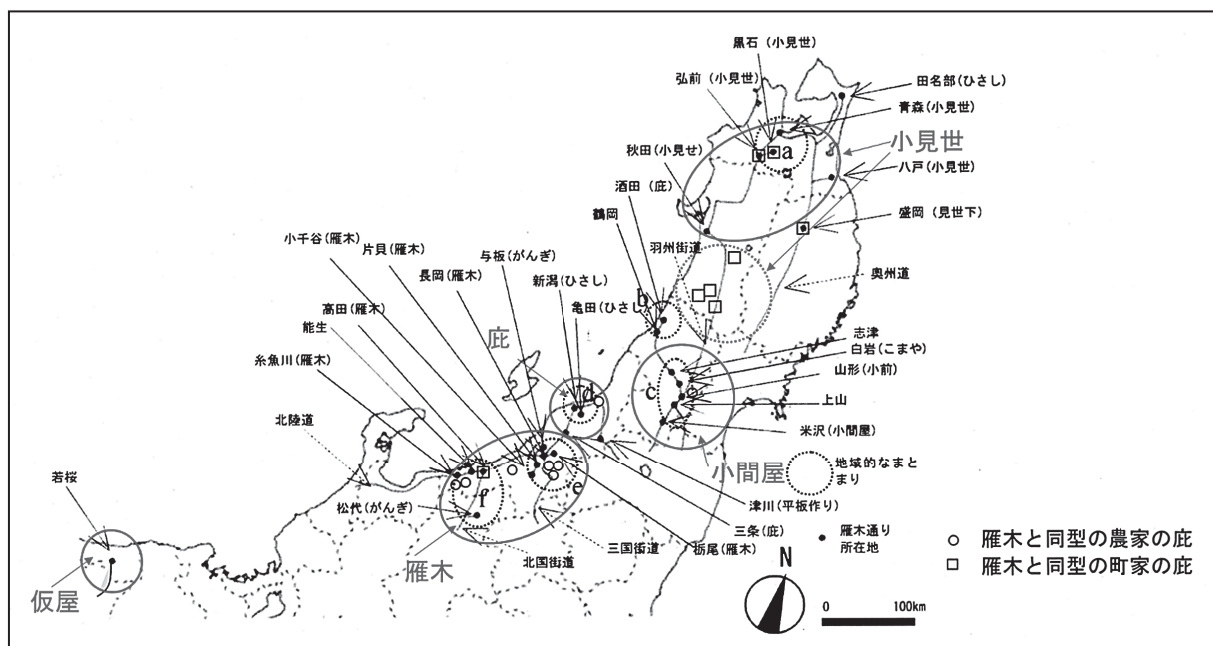 黒石 (小見世)
弘前 (小見世)
田名部(ひさし)
青森(小見世)
小見世
a
秋田(小見せ)
八戸(小見世)
酒田 (庇)
鶴岡
盛岡 (見世下)
小千谷(雁木)
片貝(雁木)
与板(がんぎ)
羽州街道
長岡(雁木)
新潟(ひさし)
奥州道
高田(雁木)
亀田(ひさし)
b
能生
庇
志津
糸魚川(雁木)
白岩(こまや)
山形(小前)
d
c
上山
北陸道
米沢(小間屋)
小間屋
地域的なまと
まり
若桜
e
f
津川(平板作り)
松代(がんぎ)
三条(庇)
雁木通り
所在地
雁木と同型の農家の庇
三国街道
栃尾(雁木)
雁木
北国街道
N
雁木と同型の町家の庇
仮屋
0
100km